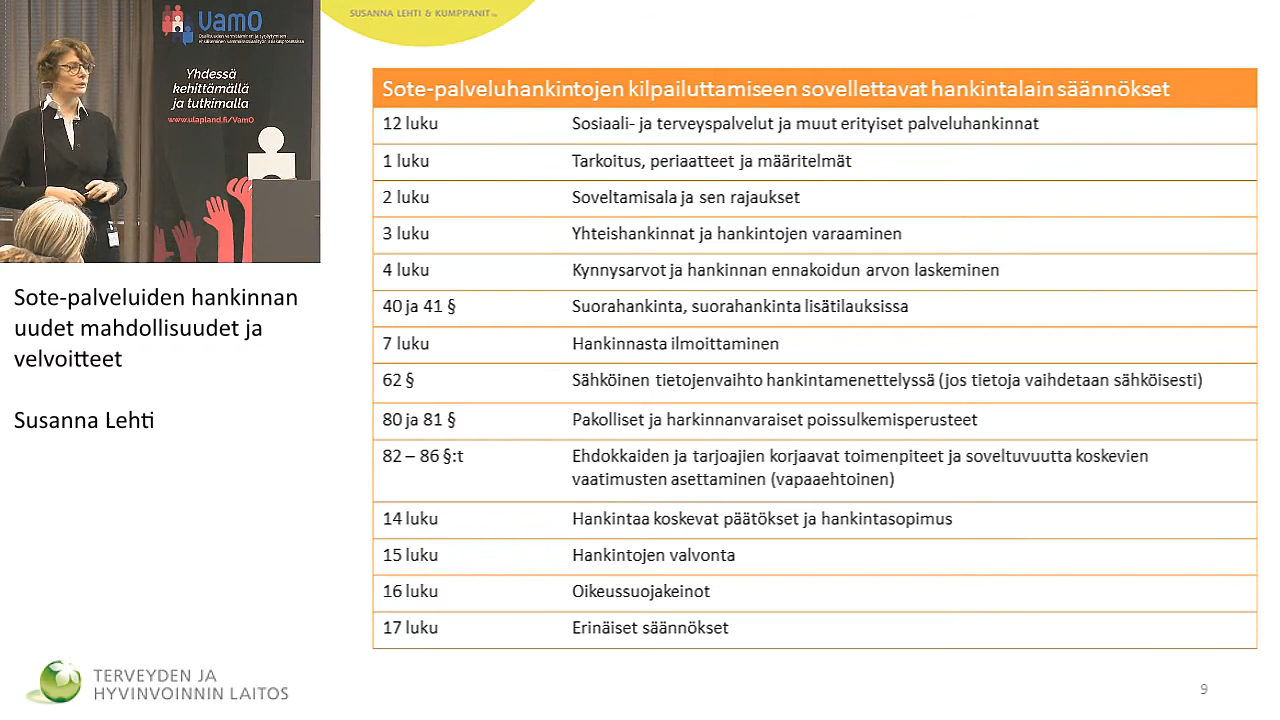 VamO
Yhdessä
kehittämällä
ja tutkimalla
www.ulapland.fi/VamO
SUSANNA LEHTI & KUMPPANIT
Sote-palveluiden hankinnan
uudet mahdollisuudet ja
velvoitteet
Susanna Lehti
TERVEYDEN JA
HYVINVOINNIN LAITOS
Sote-palveluhankintojen kilpailuttamiseen sovellettavat hankintalain säännökset
12 luku Sosiaali- ja terveyspalvelut ja muut erityiset palveluhankinnat
1 luku Tarkoitus, periaatteet ja määritelmät
2 luku Soveltamisala ja sen rajaukset
3 luku Yhteishankinnat ja hankintojen varaaminen
4 luku Kynnysarvot ja hankinnan ennakoidun arvon laskeminen
40 ja 41 § Suorahankinta, suorahankinta lisätilauksissa
7 luku Hankinnasta ilmoittaminen
62 § Sähköinen tietojenvaihto hankintamenettelyssä (jos tietoja vaihdetaan sähköisesti)
80 ja 81 § Pakolliset ja harkinnanvaraiset poissulkemisperusteet
82 – 86 §:t Ehdokkaiden ja tarjoajien korjaavat toimenpiteet ja soveltuvuutta koskevien
vaatimusten asettaminen (vapaaehtoinen)
14 luku Hankintaa koskevat päätökset ja hankintasopimus
15 luku Hankintojen valvonta
16 luku Oikeussuojakeinot
17 luku Erinäiset säännökset
9